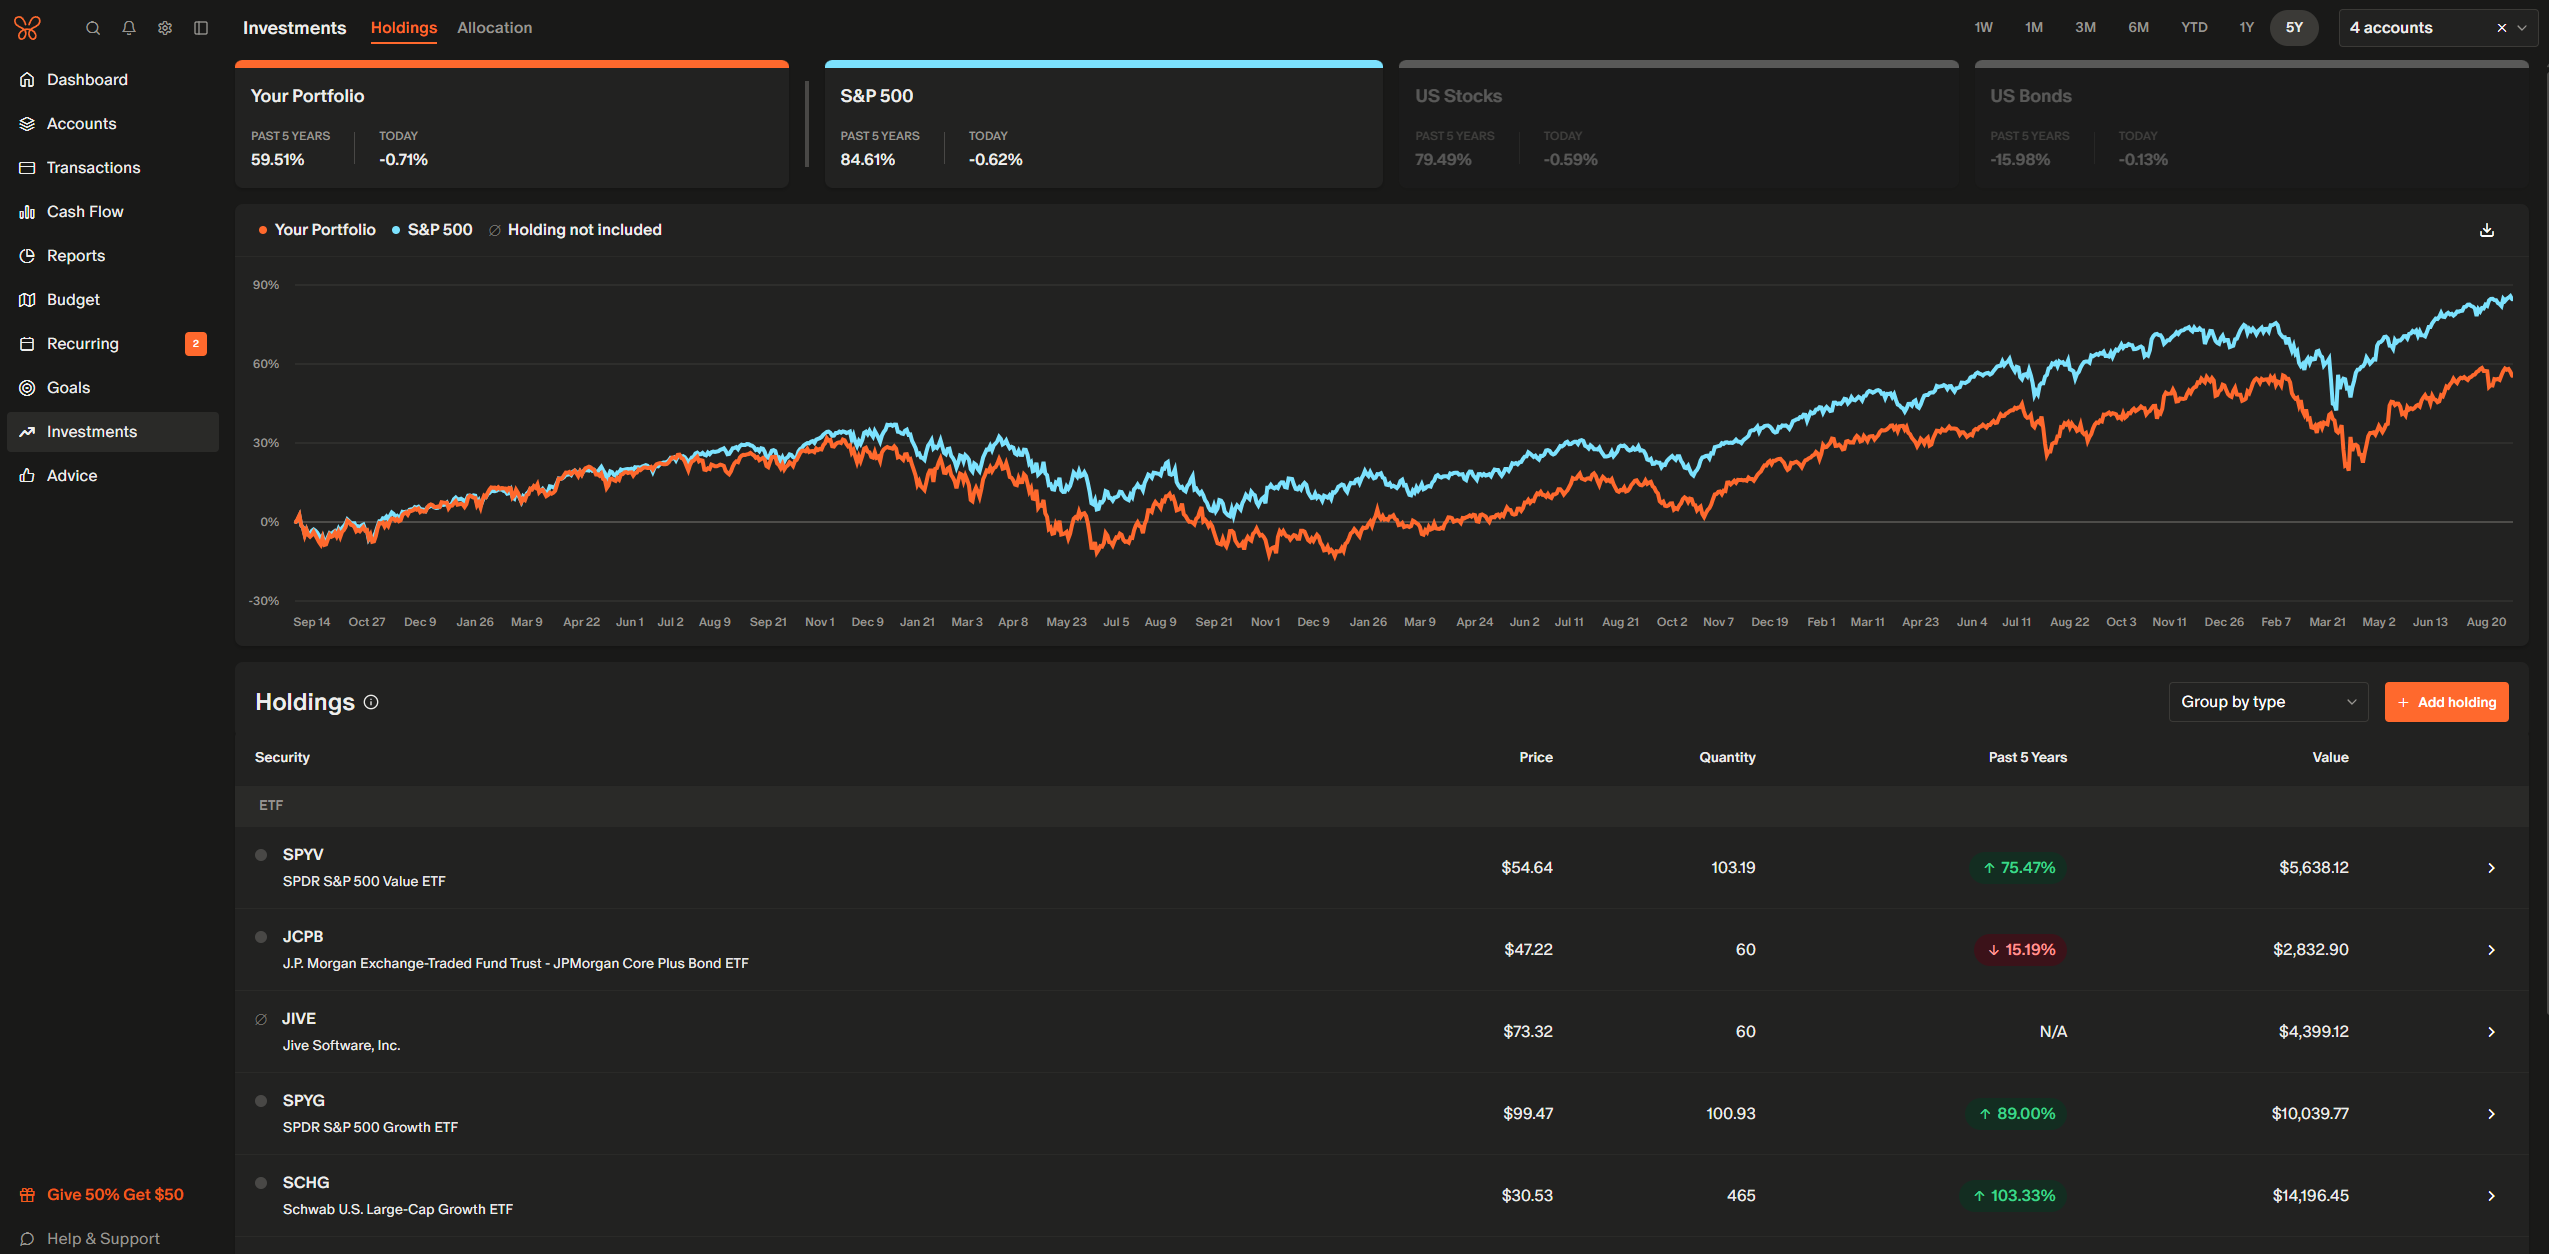 Investments Holdings Allocation
1W 1M 3M 6M YTD 1Y 5Y
4 accounts
Dashboard
Accounts
Transactions
Cash Flow
Reports
Budget
Recurring 2
Goals
Investments
Advice
Give 50% Get $50
Help & Support
Your Portfolio
PAST 5 YEARS TODAY
59.51% -0.71%
S&P 500
PAST 5 YEARS TODAY
84.61% -0.62%
US Stocks
PAST 5 YEARS TODAY
79.49% -0.59%
US Bonds
PAST 5 YEARS TODAY
-15.98% -0.13%
Your Portfolio S&P 500 Holding not included
90%
60%
30%
0%
-30%
Sep 14 Oct 27 Dec 9 Jan 26 Mar 9 Apr 22 Jun 1 Jul 2 Aug 9 Sep 21 Nov 1 Dec 9 Jan 21 Mar 3 Apr 8 May 23 Jul 5 Aug 9 Sep 21 Nov 1 Dec 9 Jan 26 Mar 9 Apr 24 Jun 2 Jul 11 Aug 21 Oct 2 Nov 7 Dec 19 Feb 1 Mar 11 Apr 23 Jun 4 Jul 11 Aug 22 Oct 3 Nov 11 Dec 26 Feb 7 Mar 21 May 2 Jun 13 Aug 20
Holdings
Group by type
+ Add holding
Security Price Quantity Past 5 Years Value
ETF
SPYV
SPDR S&P 500 Value ETF
$54.64 103.19 ↑ 75.47% $5,638.12
JCPB
J.P. Morgan Exchange-Traded Fund Trust - JPMorgan Core Plus Bond ETF
$47.22 60 ↓ 15.19% $2,832.90
JIVE
Jive Software, Inc.
$73.32 60 N/A $4,399.12
SPYG
SPDR S&P 500 Growth ETF
$99.47 100.93 ↑ 89.00% $10,039.77
SCHG
Schwab U.S. Large-Cap Growth ETF
$30.53 465 ↑ 103.33% $14,196.45